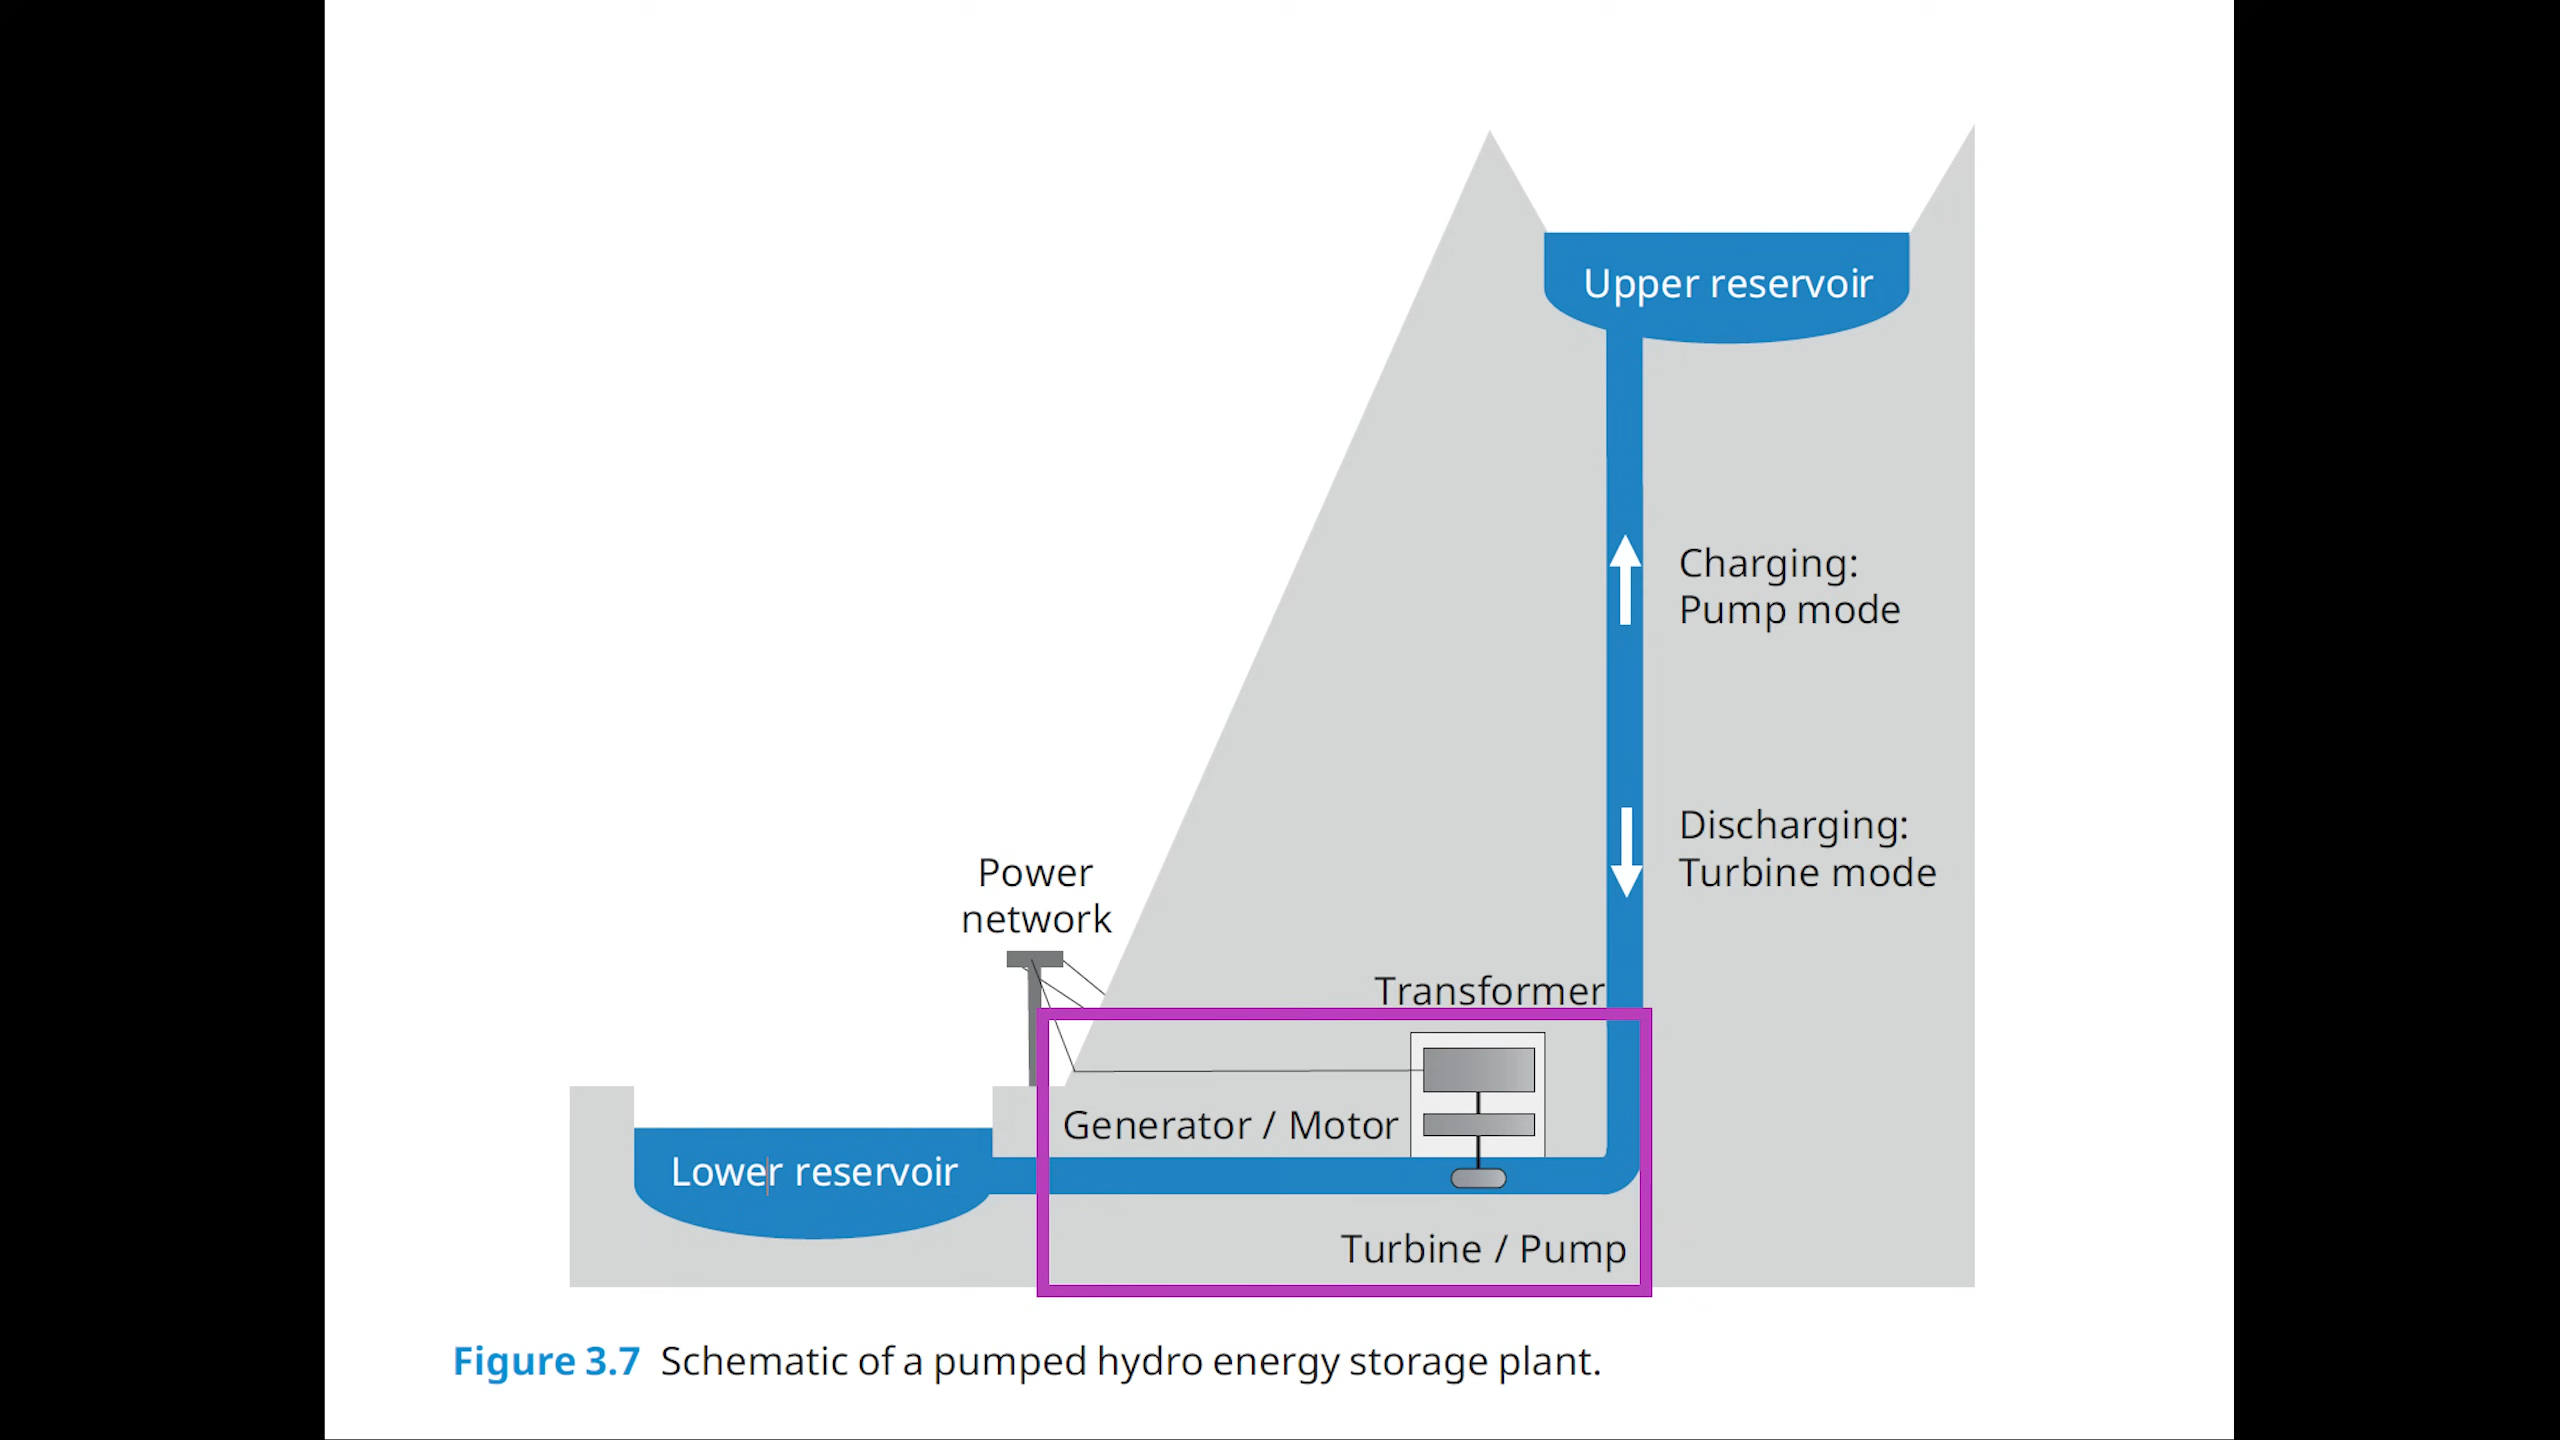 Upper reservoir
Charging:
Pump mode
Discharging:
Turbine mode
Power
network
Transformer
Generator / Motor
Lower reservoir
Turbine / Pump
Figure 3.7 Schematic of a pumped hydro energy storage plant.